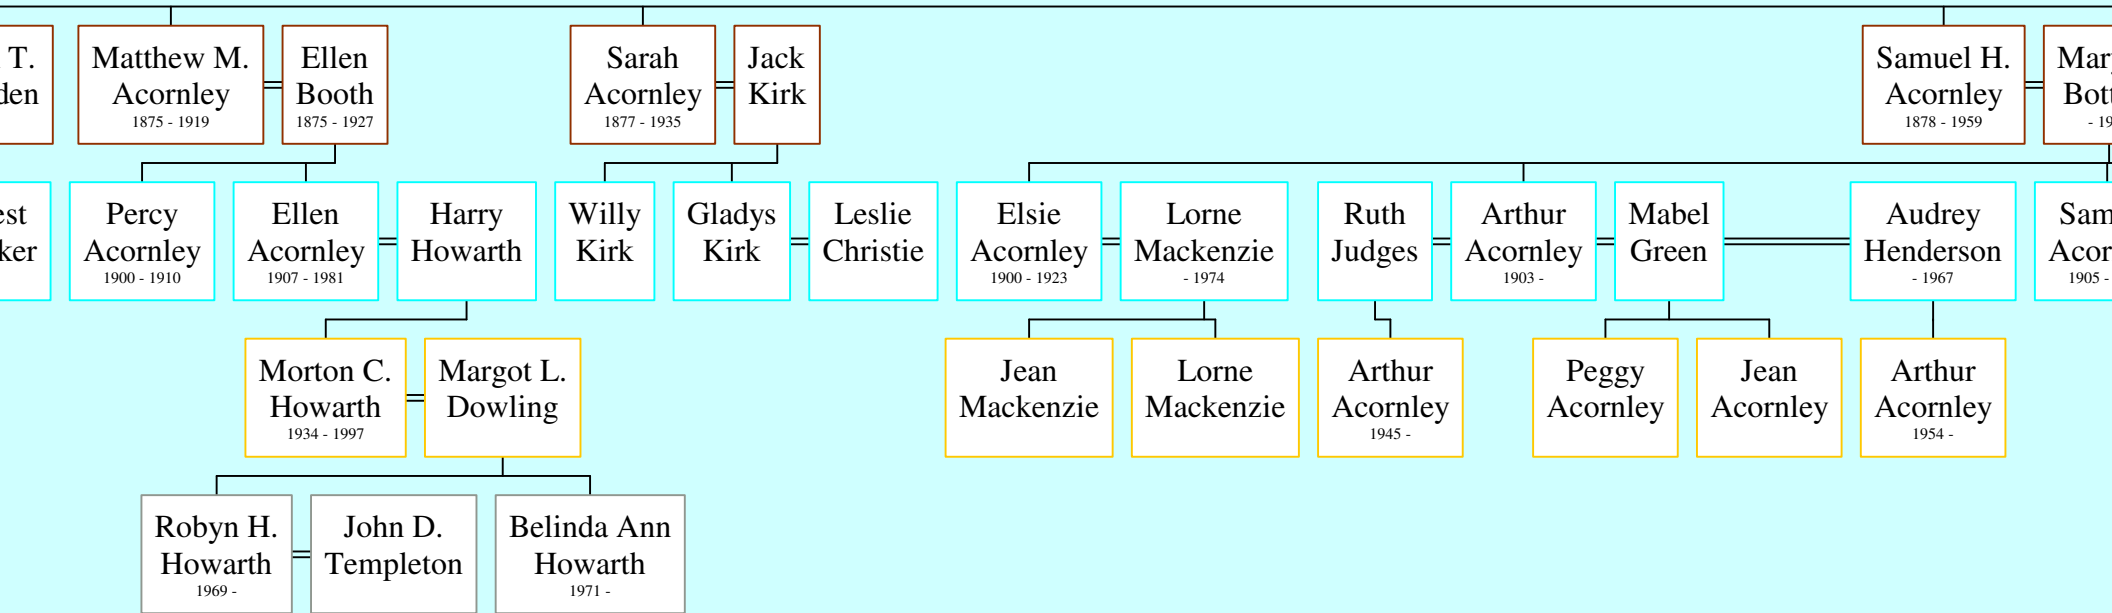 T.
Matthew M.
Acornley
1875 - 1919
Ellen
Booth
1875 - 1927
Sarah
Acornley
1877 - 1935
Jack
Kirk
Samuel H.
Acornley
1878 - 1959
Percy
Acornley
1900 - 1910
Ellen
Acornley
1907 - 1981
Harry
Howarth
Willy
Kirk
Gladys
Kirk
Leslie
Christie
Elsie
Acornley
1900 - 1923
Lorne
Mackenzie
- 1974
Ruth
Judges
Arthur
Acornley
1903 -
Mabel
Green
Audrey
Henderson
- 1967
1905 -
Morton C.
Howarth
1934 - 1997
Margot L.
Dowling
Jean
Mackenzie
Lorne
Mackenzie
Arthur
Acornley
1945 -
Peggy
Acornley
Jean
Acornley
Arthur
Acornley
1954 -
Robyn H.
Howarth
1969 -
John D.
Templeton
Belinda Ann
Howarth
1971 -